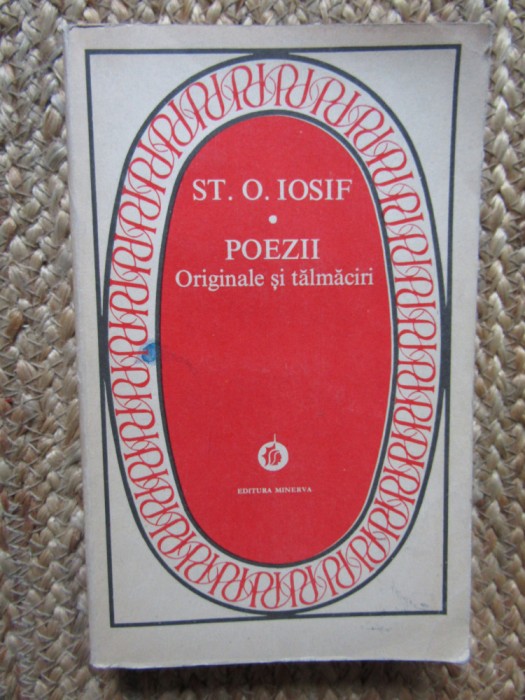 ST. O. IOSIF
•
POEZII
Originale și tălmăciri
EDITURA MINERVA